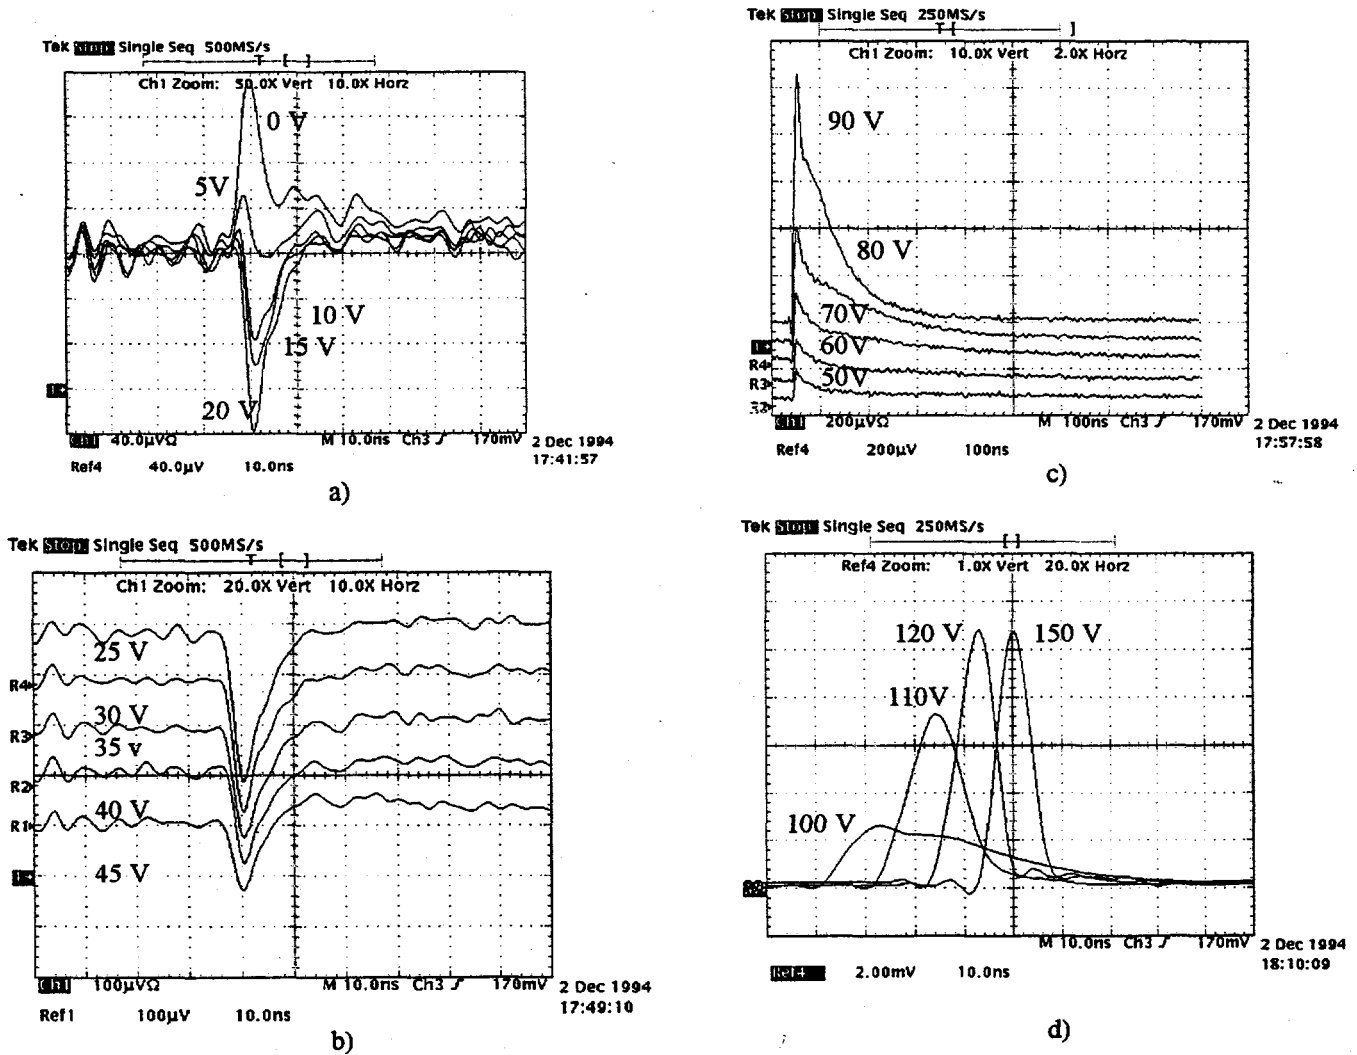 Tek Stop Single Seq 500MS/s
Ch1 Zoom: 50.0X Vert 10.0X Horz
0 V
5V
10 V
15 V
20 V
Ch1 40.0µVΩ M 10.0ns Ch3 170mV
Ref4 40.0µV 10.0ns
2 Dec 1994
17:41:57
a)
Tek Stop Single Seq 500MS/s
Ch1 Zoom: 20.0X Vert 10.0X Horz
25 V
R4
30 V
R3
35 v
R2
40 V
R1
45 V
1
Ch1 100µVΩ M 10.0ns Ch3 170mV
Ref1 100µV 10.0ns
2 Dec 1994
17:49:10
b)
Tek Stop Single Seq 250MS/s
Ch1 Zoom: 10.0X Vert 2.0X Horz
90 V
80 V
70V
60V
R4
50V
R3
Ch1 200µVΩ M 100ns Ch3 170mV
Ref4 200µV 100ns
2 Dec 1994
17:57:58
c)
Tek Stop Single Seq 250MS/s
Ref4 Zoom: 1.0X Vert 20.0X Horz
120 V 150 V
110V
100 V
M 10.0ns Ch3 170mV
Ref4 2.00mV 10.0ns
2 Dec 1994
18:10:09
d)